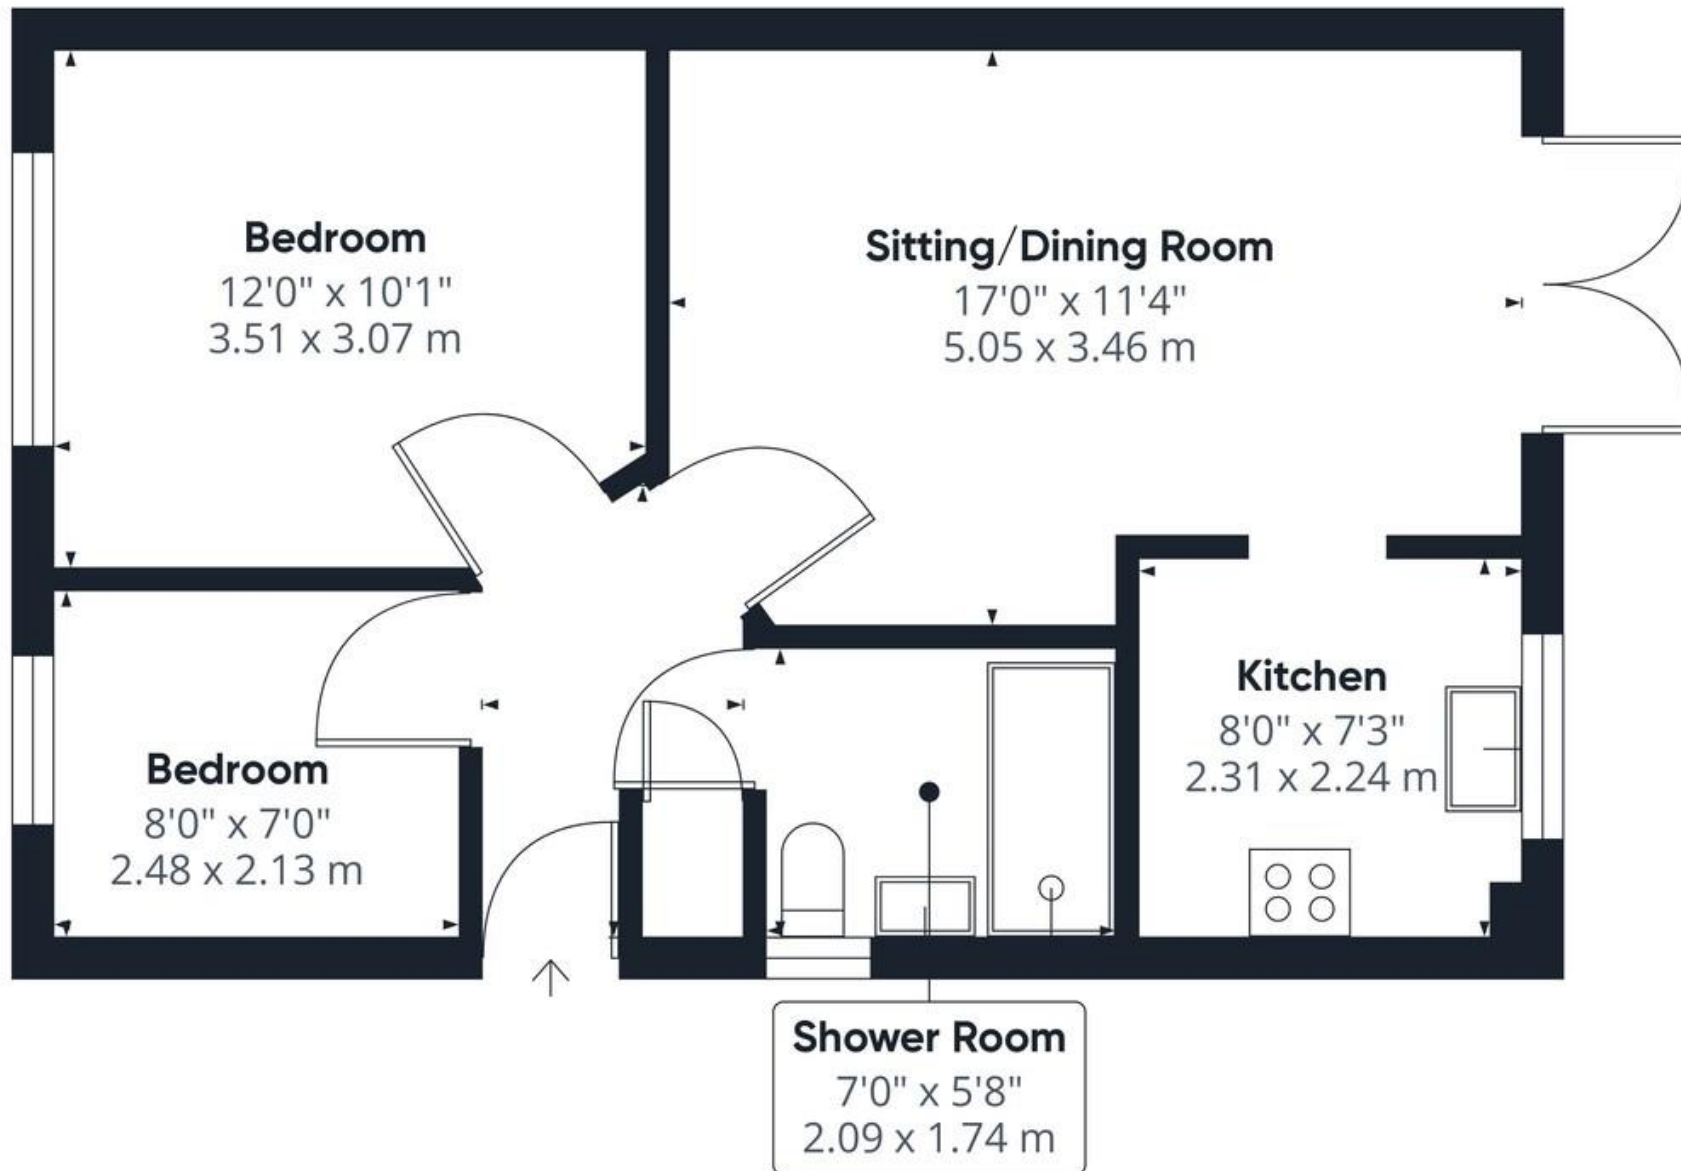 Bedroom
12'0" x 10'1"
3.51 x 3.07 m
Sitting/Dining Room
17'0" x 11'4"
5.05 x 3.46 m
Bedroom
8'0" x 7'0"
2.48 x 2.13 m
Kitchen
8'0" x 7'3"
2.31 x 2.24 m
Shower Room
7'0" x 5'8"
2.09 x 1.74 m